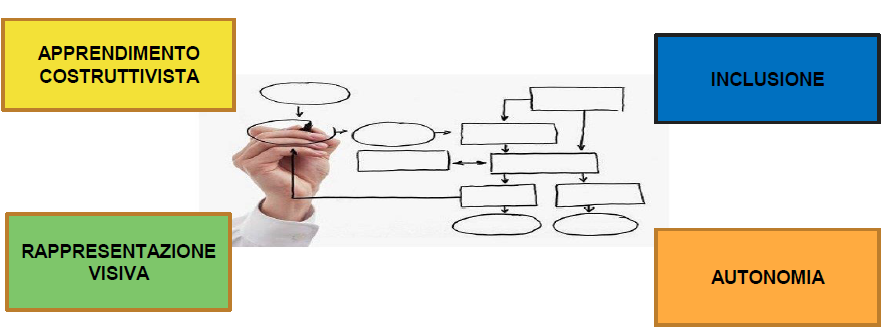 APPRENDIMENTO
COSTRUTTIVISTA
INCLUSIONE
RAPPRESENTAZIONE
VISIVA
AUTONOMIA